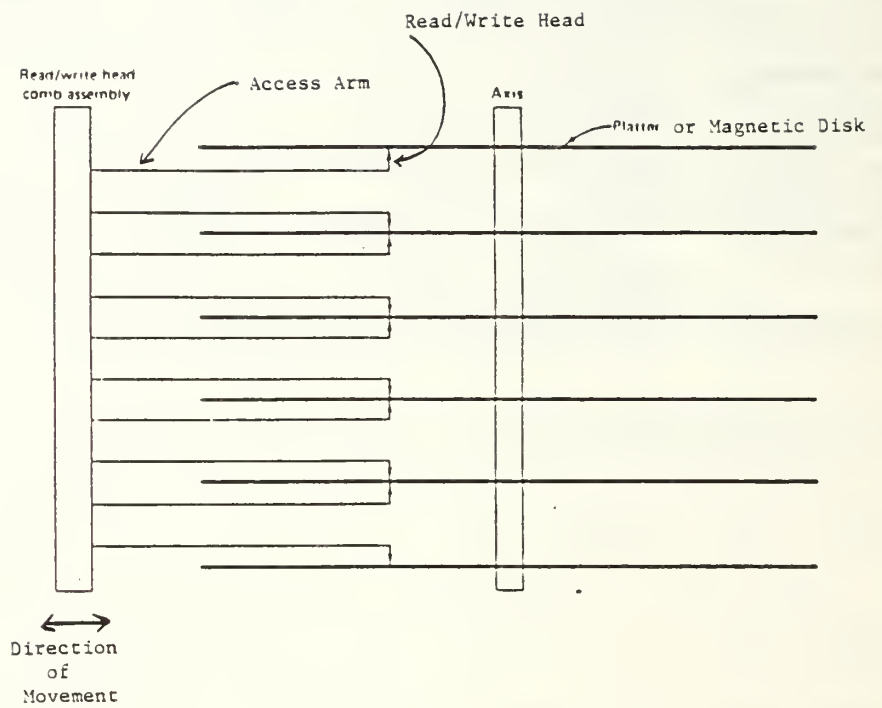 Read/Write Head
Read/write head
comb assembly
Access Arm
Axis
Platter or Magnetic Disk
Direction
of
Movement